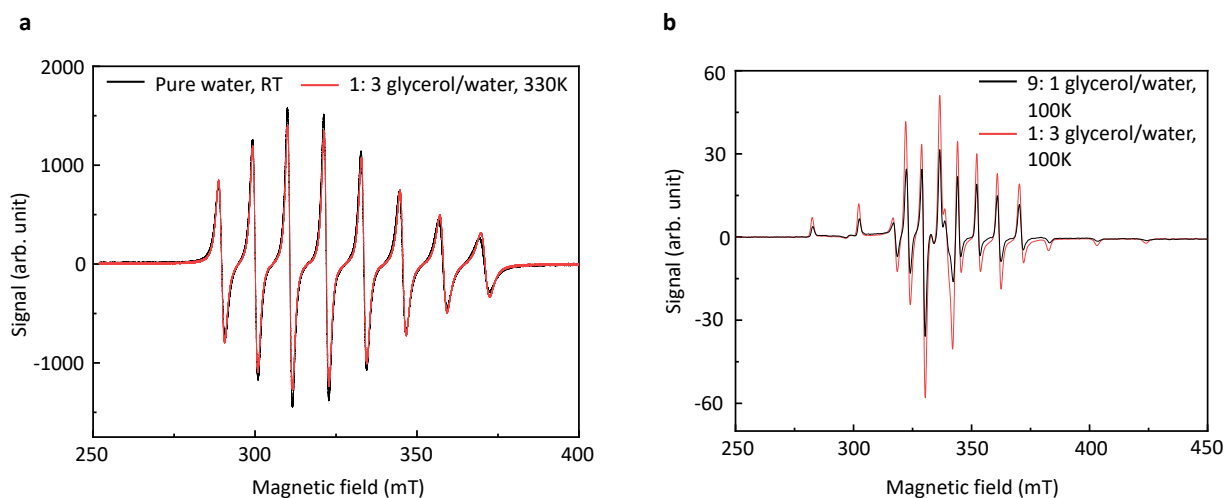 a
2000
1000
0
-1000
Signal (arb. unit)
Pure water, RT
1: 3 glycerol/water, 330K
250
300
350
400
Magnetic field (mT)
b
60
30
0
-30
-60
Signal (arb. unit)
9: 1 glycerol/water,
100K
1: 3 glycerol/water,
100K
250
300
350
400
450
Magnetic field (mT)